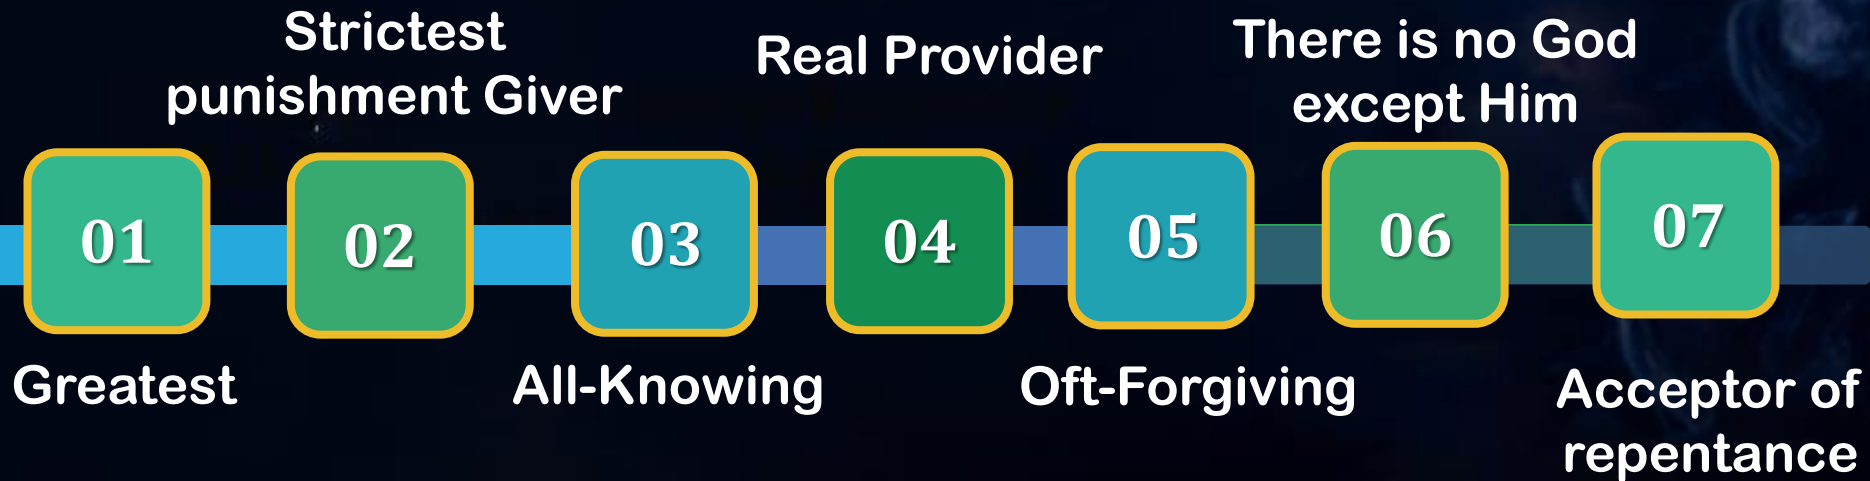 01
Greatest
Strictest
punishment Giver
02
03
All-Knowing
Real Provider
04
05
Oft-Forgiving
There is no God
except Him
06
07
Acceptor of
repentance